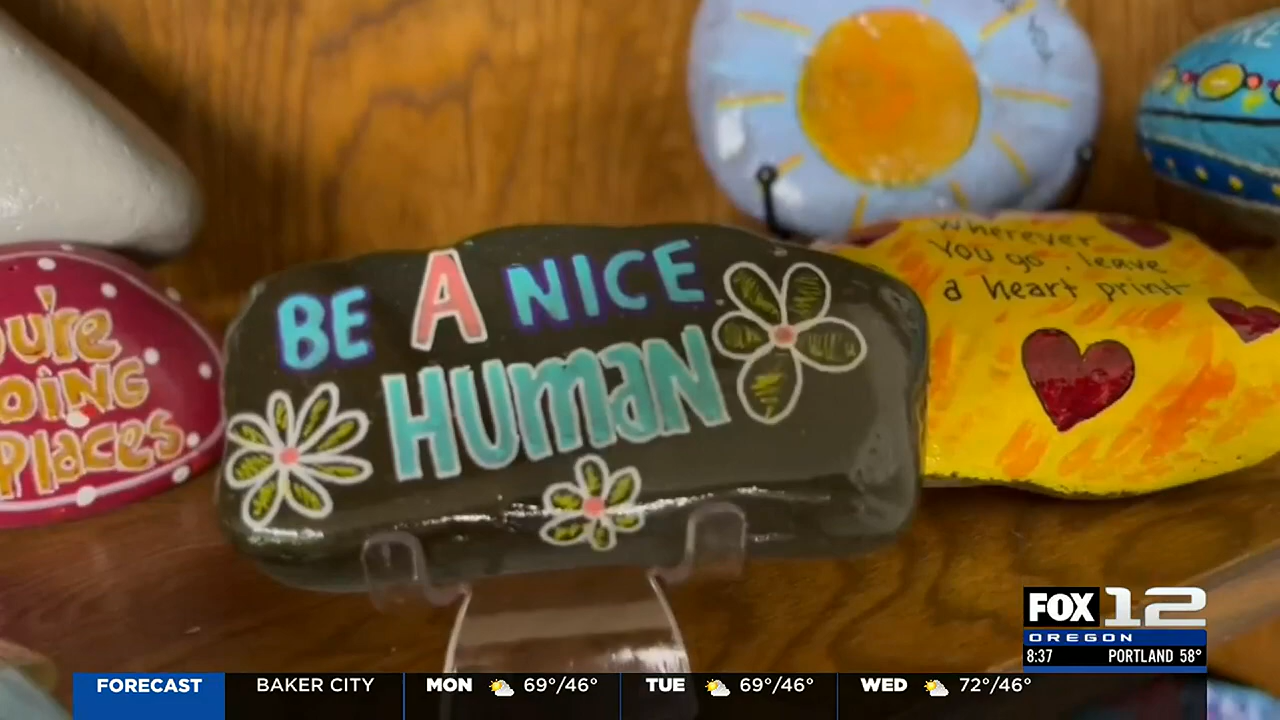 BE A NICE
HUMAN
Wherever
You go, leave
a heart print
u're
OING
Places
FOX 12
OREGON
8:37 PORTLAND 58°
FORECAST BAKER CITY MON 69°/46° TUE 69°/46° WED 72°/46°